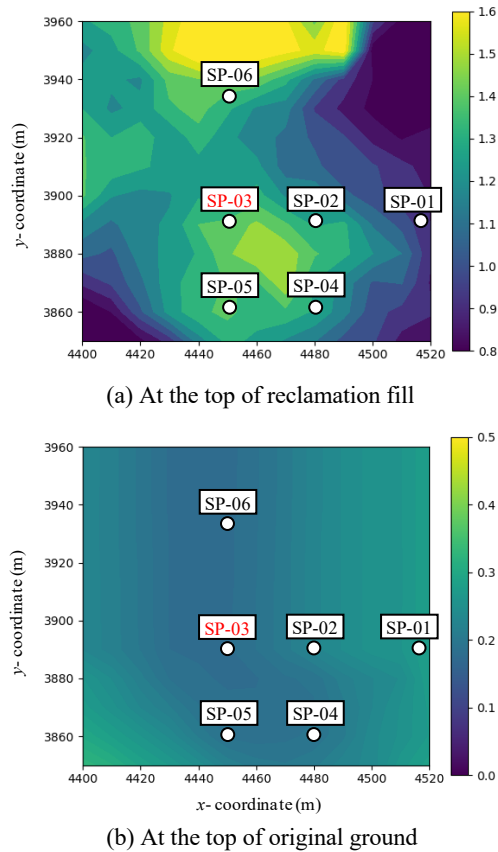 3960
3940
3920
3900
3880
3860
y- coordinate (m)
SP-06
SP-03
SP-02
SP-01
SP-05
SP-04
4400
4420
4440
4460
4480
4500
4520
1.6
1.5
1.4
1.3
1.2
1.1
1.0
0.9
0.8
(a) At the top of reclamation fill
3960
3940
3920
3900
3880
3860
y- coordinate (m)
SP-06
SP-03
SP-02
SP-01
SP-05
SP-04
4400
4420
4440
4460
4480
4500
4520
x- coordinate (m)
0.5
0.4
0.3
0.2
0.1
0.0
(b) At the top of original ground